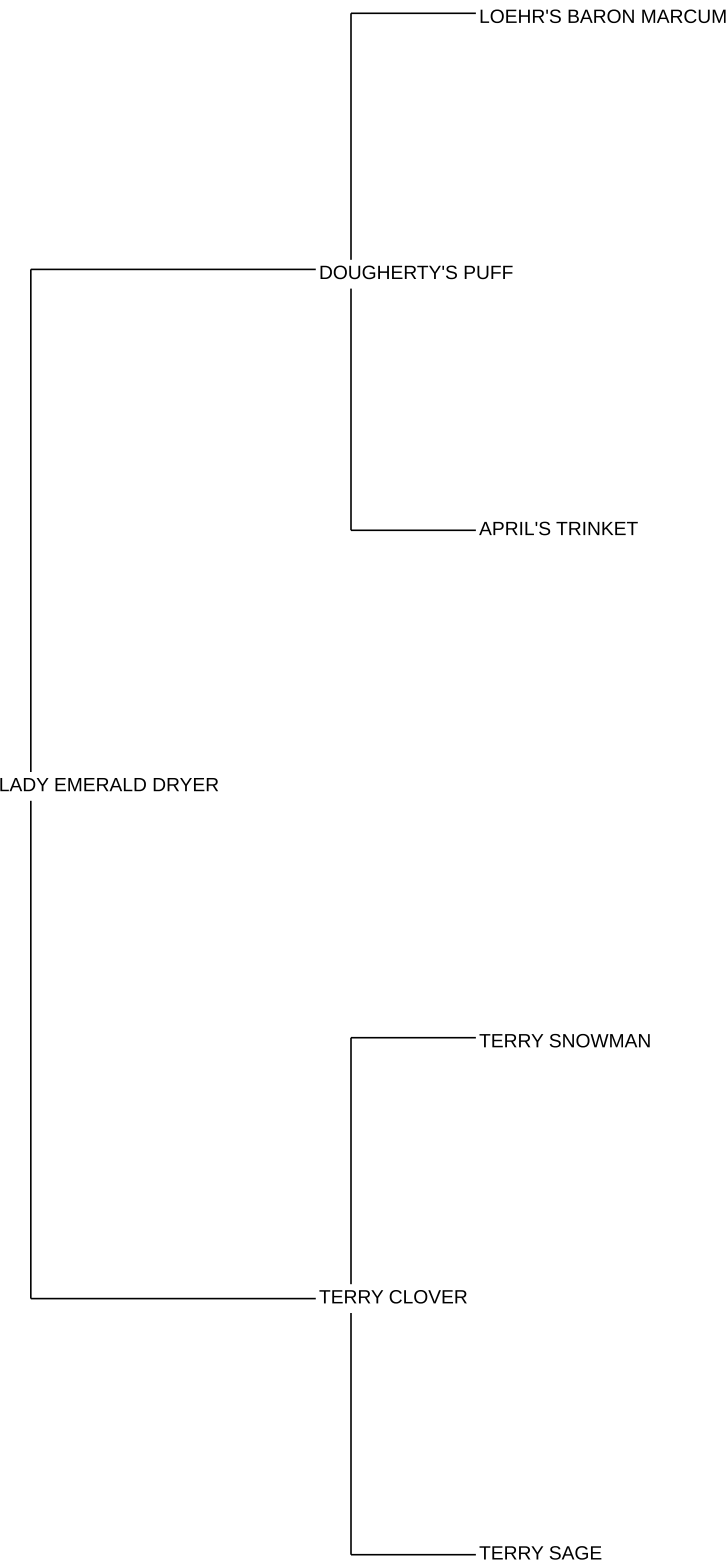 LOEHR'S BARON MARCUM
DOUGHERTY'S PUFF
APRIL'S TRINKET
LADY EMERALD DRYER
TERRY SNOWMAN
TERRY CLOVER
TERRY SAGE